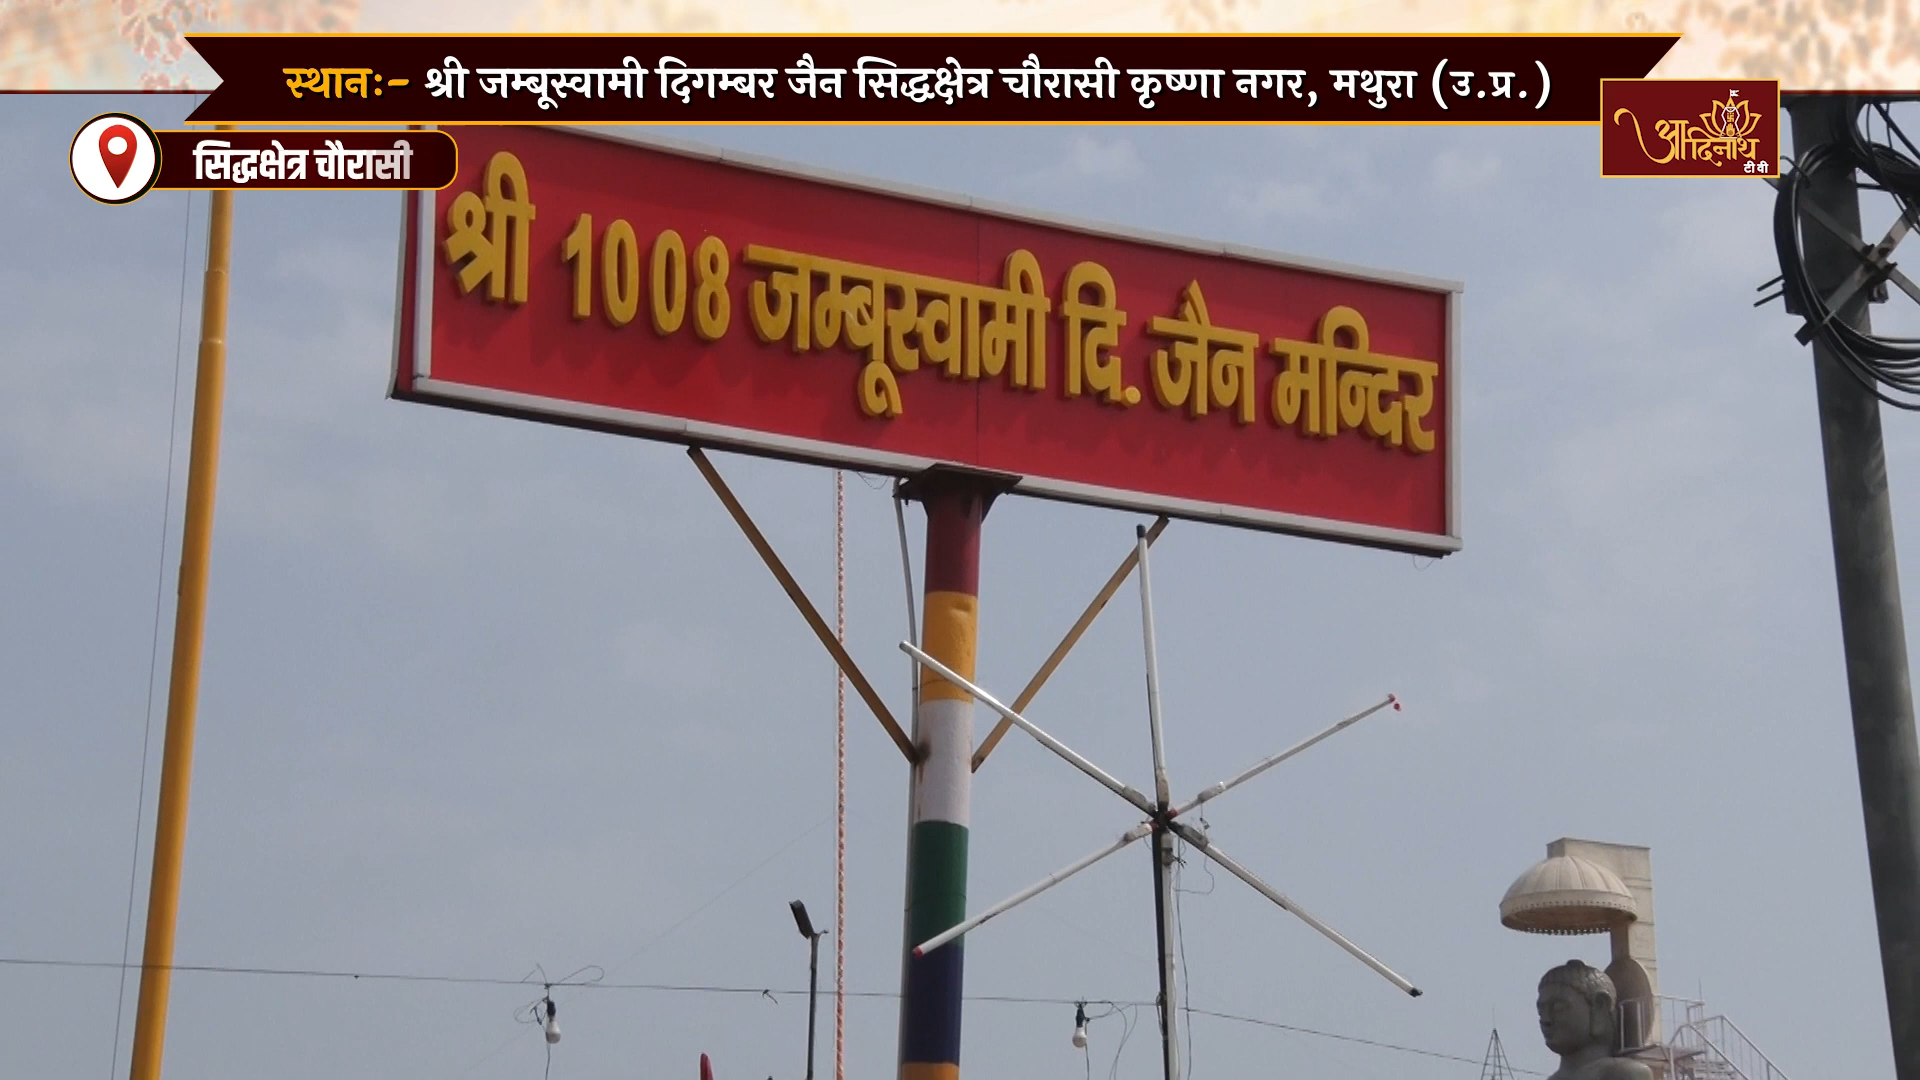 स्थानः- श्री जम्बूस्वामी दिगम्बर जैन सिद्धक्षेत्र चौरासी कृष्णा नगर, मथुरा (उ.प्र.)
सिद्धक्षेत्र चौरासी
आदिनाथ
टी वी
श्री 1008 जम्बूस्वामी दि. जैन मन्दिर